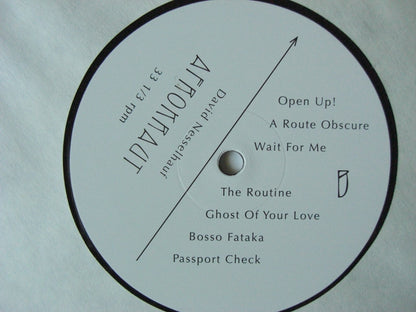 David Nesselhauf
AFROKRAUT
33 1/3 rpm
Open Up!
A Route Obscure
Wait For Me
The Routine
Ghost Of Your Love
Bosso Fataka
Passport Check